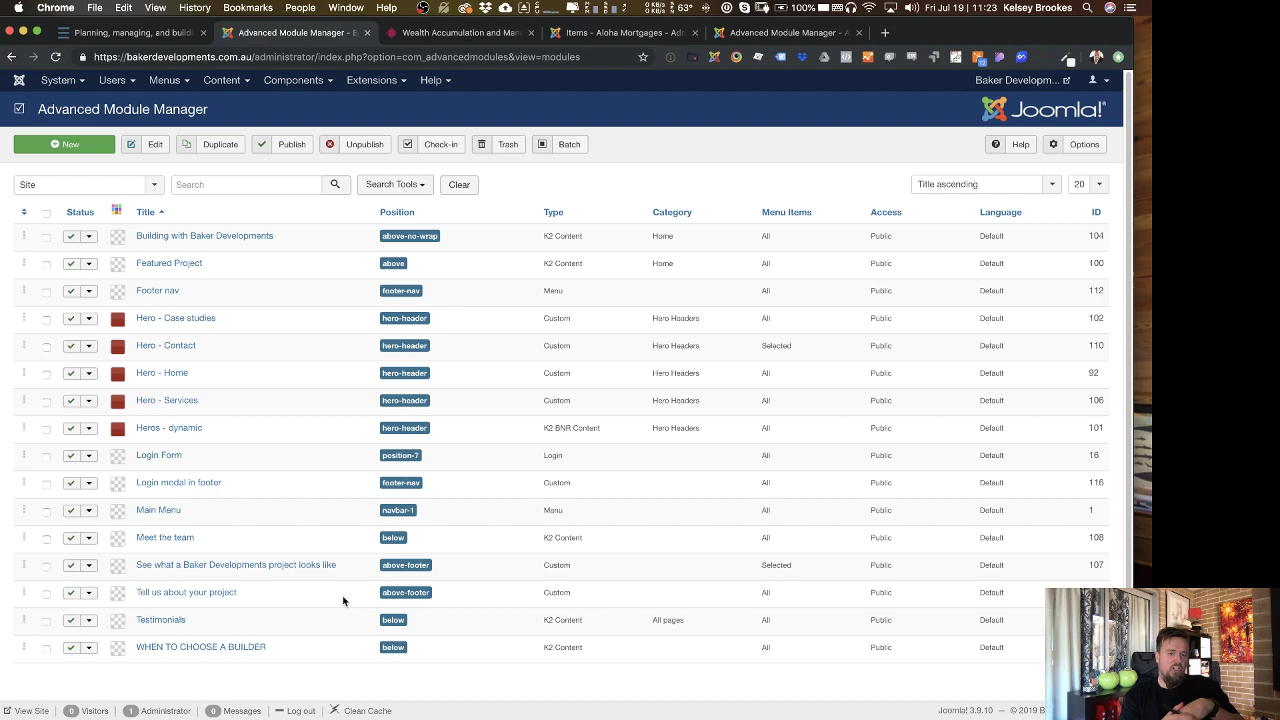 People Window Help 2 100% Fri Jul 19 11:23 Kelsey Brookes
Planning, managing, and buildi × Advanced Module Manager - B × Wealth Accumulation and Man × Items - Alpha Mortgages - Adm × Advanced Module Manager - A × +
https://bakerdevelopments.com.au/administrator/index.php?option=com_advancedmodules&view=modules
System Users Menus Content Components Extensions Help Baker Developm...
Advanced Module Manager Joomla!®
New Edit Duplicate Publish Unpublish Check-in Trash Batch Help Options
Site Search Search Tools Clear Title ascending 20
Status Title Position Type Category Menu Items Access Language ID
Building with Baker Developments above-no-wrap K2 Content Home All Public Default 104
Featured Project above K2 Content Home All Public Default 100
Footer nav footer-nav Menu All Public Default 115
Hero - Case studies hero-header Custom Hero Headers All Public Default 102
Hero - Contact hero-header Custom Hero Headers Selected Public Default 110
Hero - Home hero-header Custom Hero Headers All Public Default 92
Hero - Services hero-header Custom Hero Headers All Public Default 106
Heros - dynamic hero-header K2 BNR Content Hero Headers All Public Default 101
Login Form position-7 Login All Public Default 16
Login modal in footer footer-nav Custom All Public Default 116
Main Menu navbar-1 Menu All Public Default 1
Meet the team below K2 Content All Public Default 108
See what a Baker Developments project looks like above-footer Custom Selected Public Default 107
Tell us about your project above-footer Custom All Public Default
Testimonials below K2 Content All pages All Public Default
WHEN TO CHOOSE A BUILDER below K2 Content All Public Default
View Site 0 Visitors 1 Administrator 0 Messages Log out Clean Cache Joomla! 3.9.10 — © 2019 B